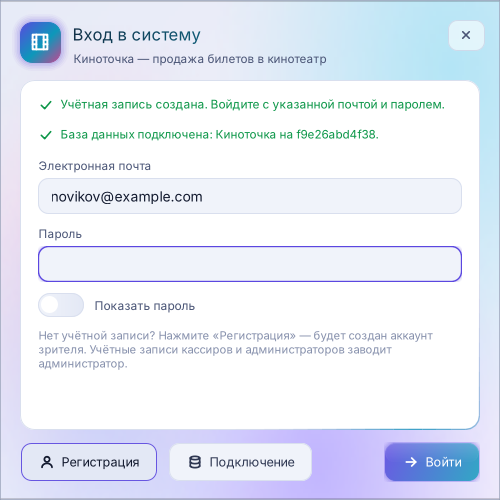 Вход в систему
Киноточка — продажа билетов в кинотеатр
Учётная запись создана. Войдите с указанной почтой и паролем.
База данных подключена: Киноточка на f9e26abd4f38.
Электронная почта
novikov@example.com
Пароль
Показать пароль
Нет учётной записи? Нажмите «Регистрация» — будет создан аккаунт
зрителя. Учётные записи кассиров и администраторов заводит
администратор.
Регистрация
Подключение
Войти